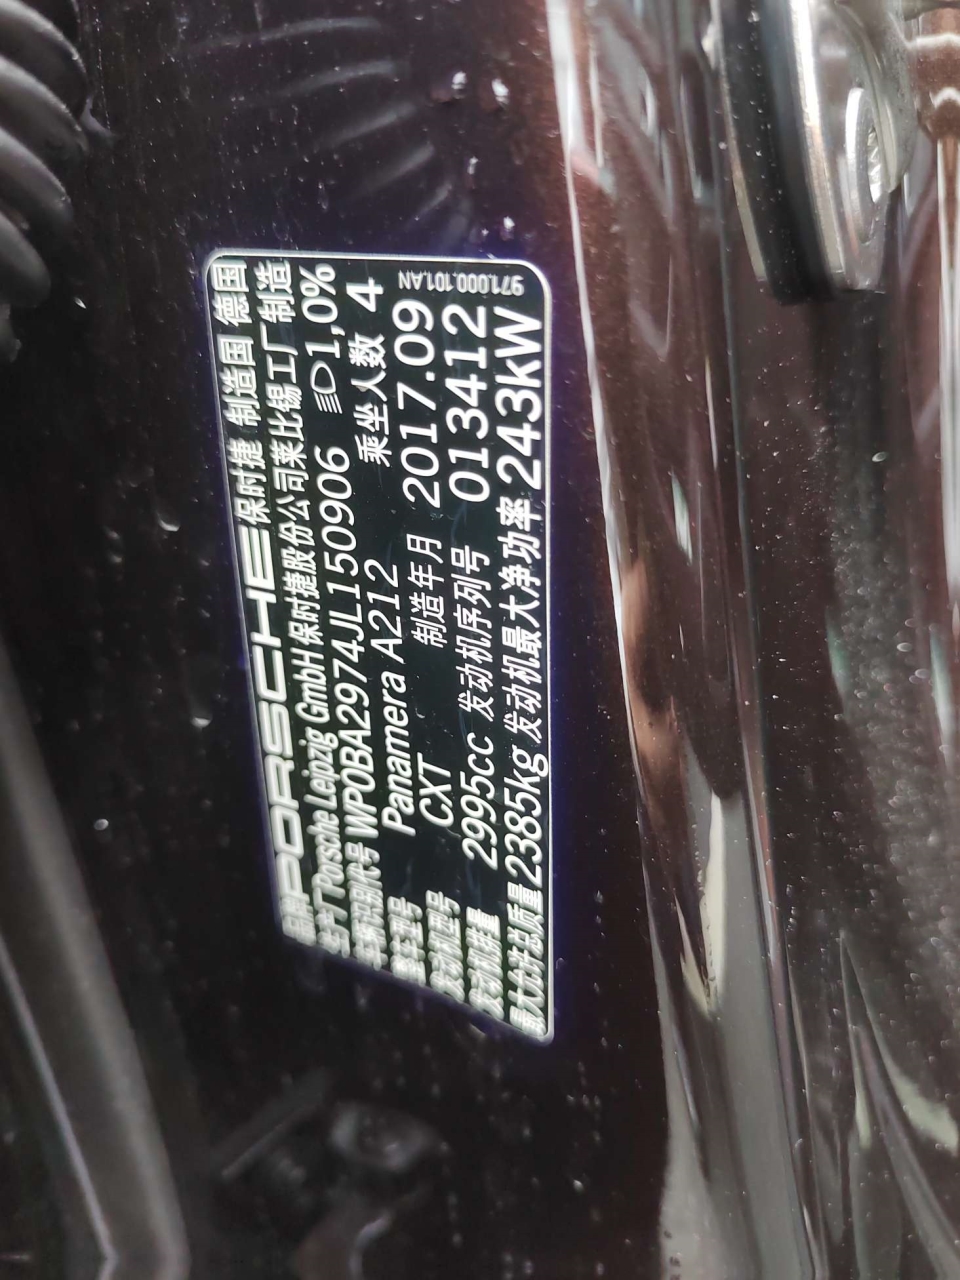 品牌 PORSCHE 保时捷 制造国 德国
生产厂 Porsche Leipzig GmbH 保时捷股份公司莱比锡工厂制造
车辆识别代号 WP0BA2974JL150906 1,0%
整车型号 Panamera A212 乘坐人数 4
发动机型号 CXT 制造年月 2017.09
发动机排量 2995cc 发动机序列号 013412
最大允许总质量 2385kg 发动机最大净功率 243kW
971.000.101.AN